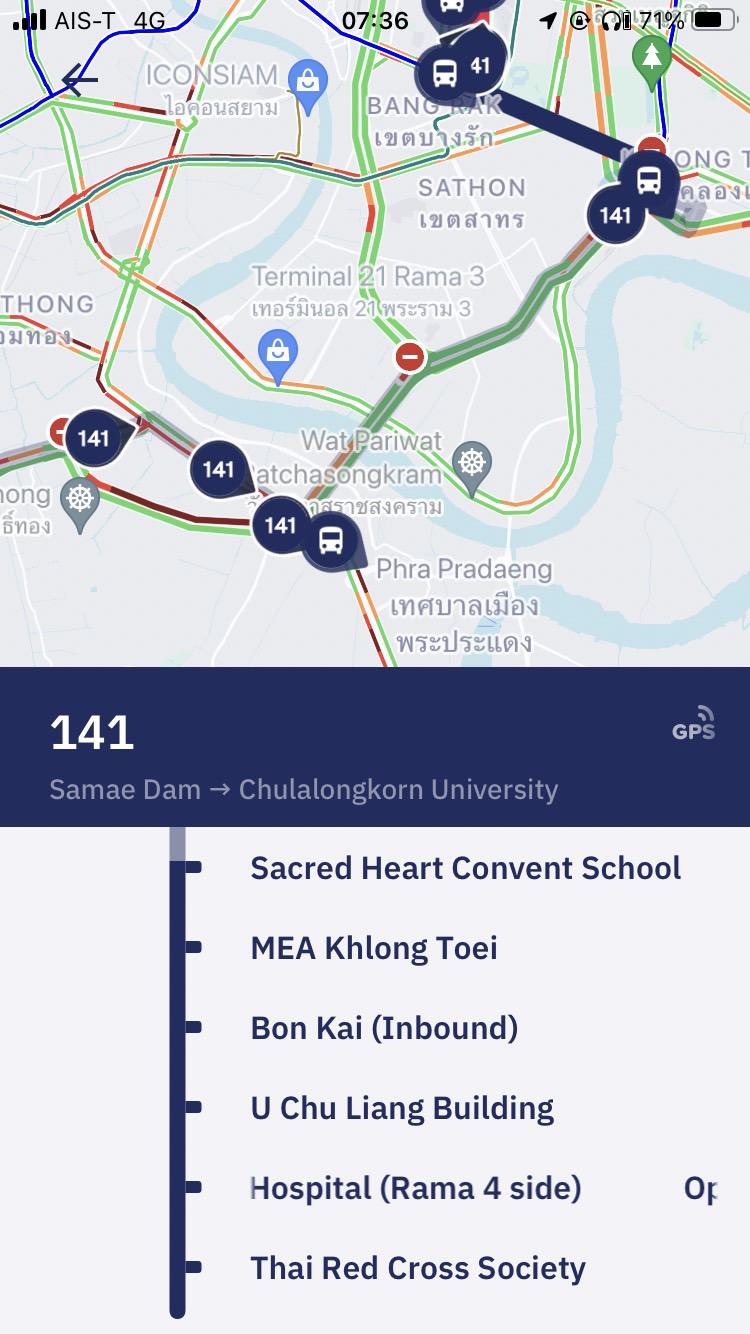 AIS-T 4G 07:36 71%
ICONSIAM
ไอคอนสยาม
41
BANG RAK
เขตบางรัก
ONG T
คลองเ
SATHON
เขตสาทร
141
Terminal 21 Rama 3
เทอร์มินอล 21 พระราม 3
THONG
อมทอง
141
141
Wat Pariwat
atchasongkram
าสราชสงคราม
hong
ธิ์ทอง
141
Phra Pradaeng
เทศบาลเมือง
พระประแดง
141
GPS
Samae Dam → Chulalongkorn University
Sacred Heart Convent School
MEA Khlong Toei
Bon Kai (Inbound)
U Chu Liang Building
Hospital (Rama 4 side) Op
Thai Red Cross Society